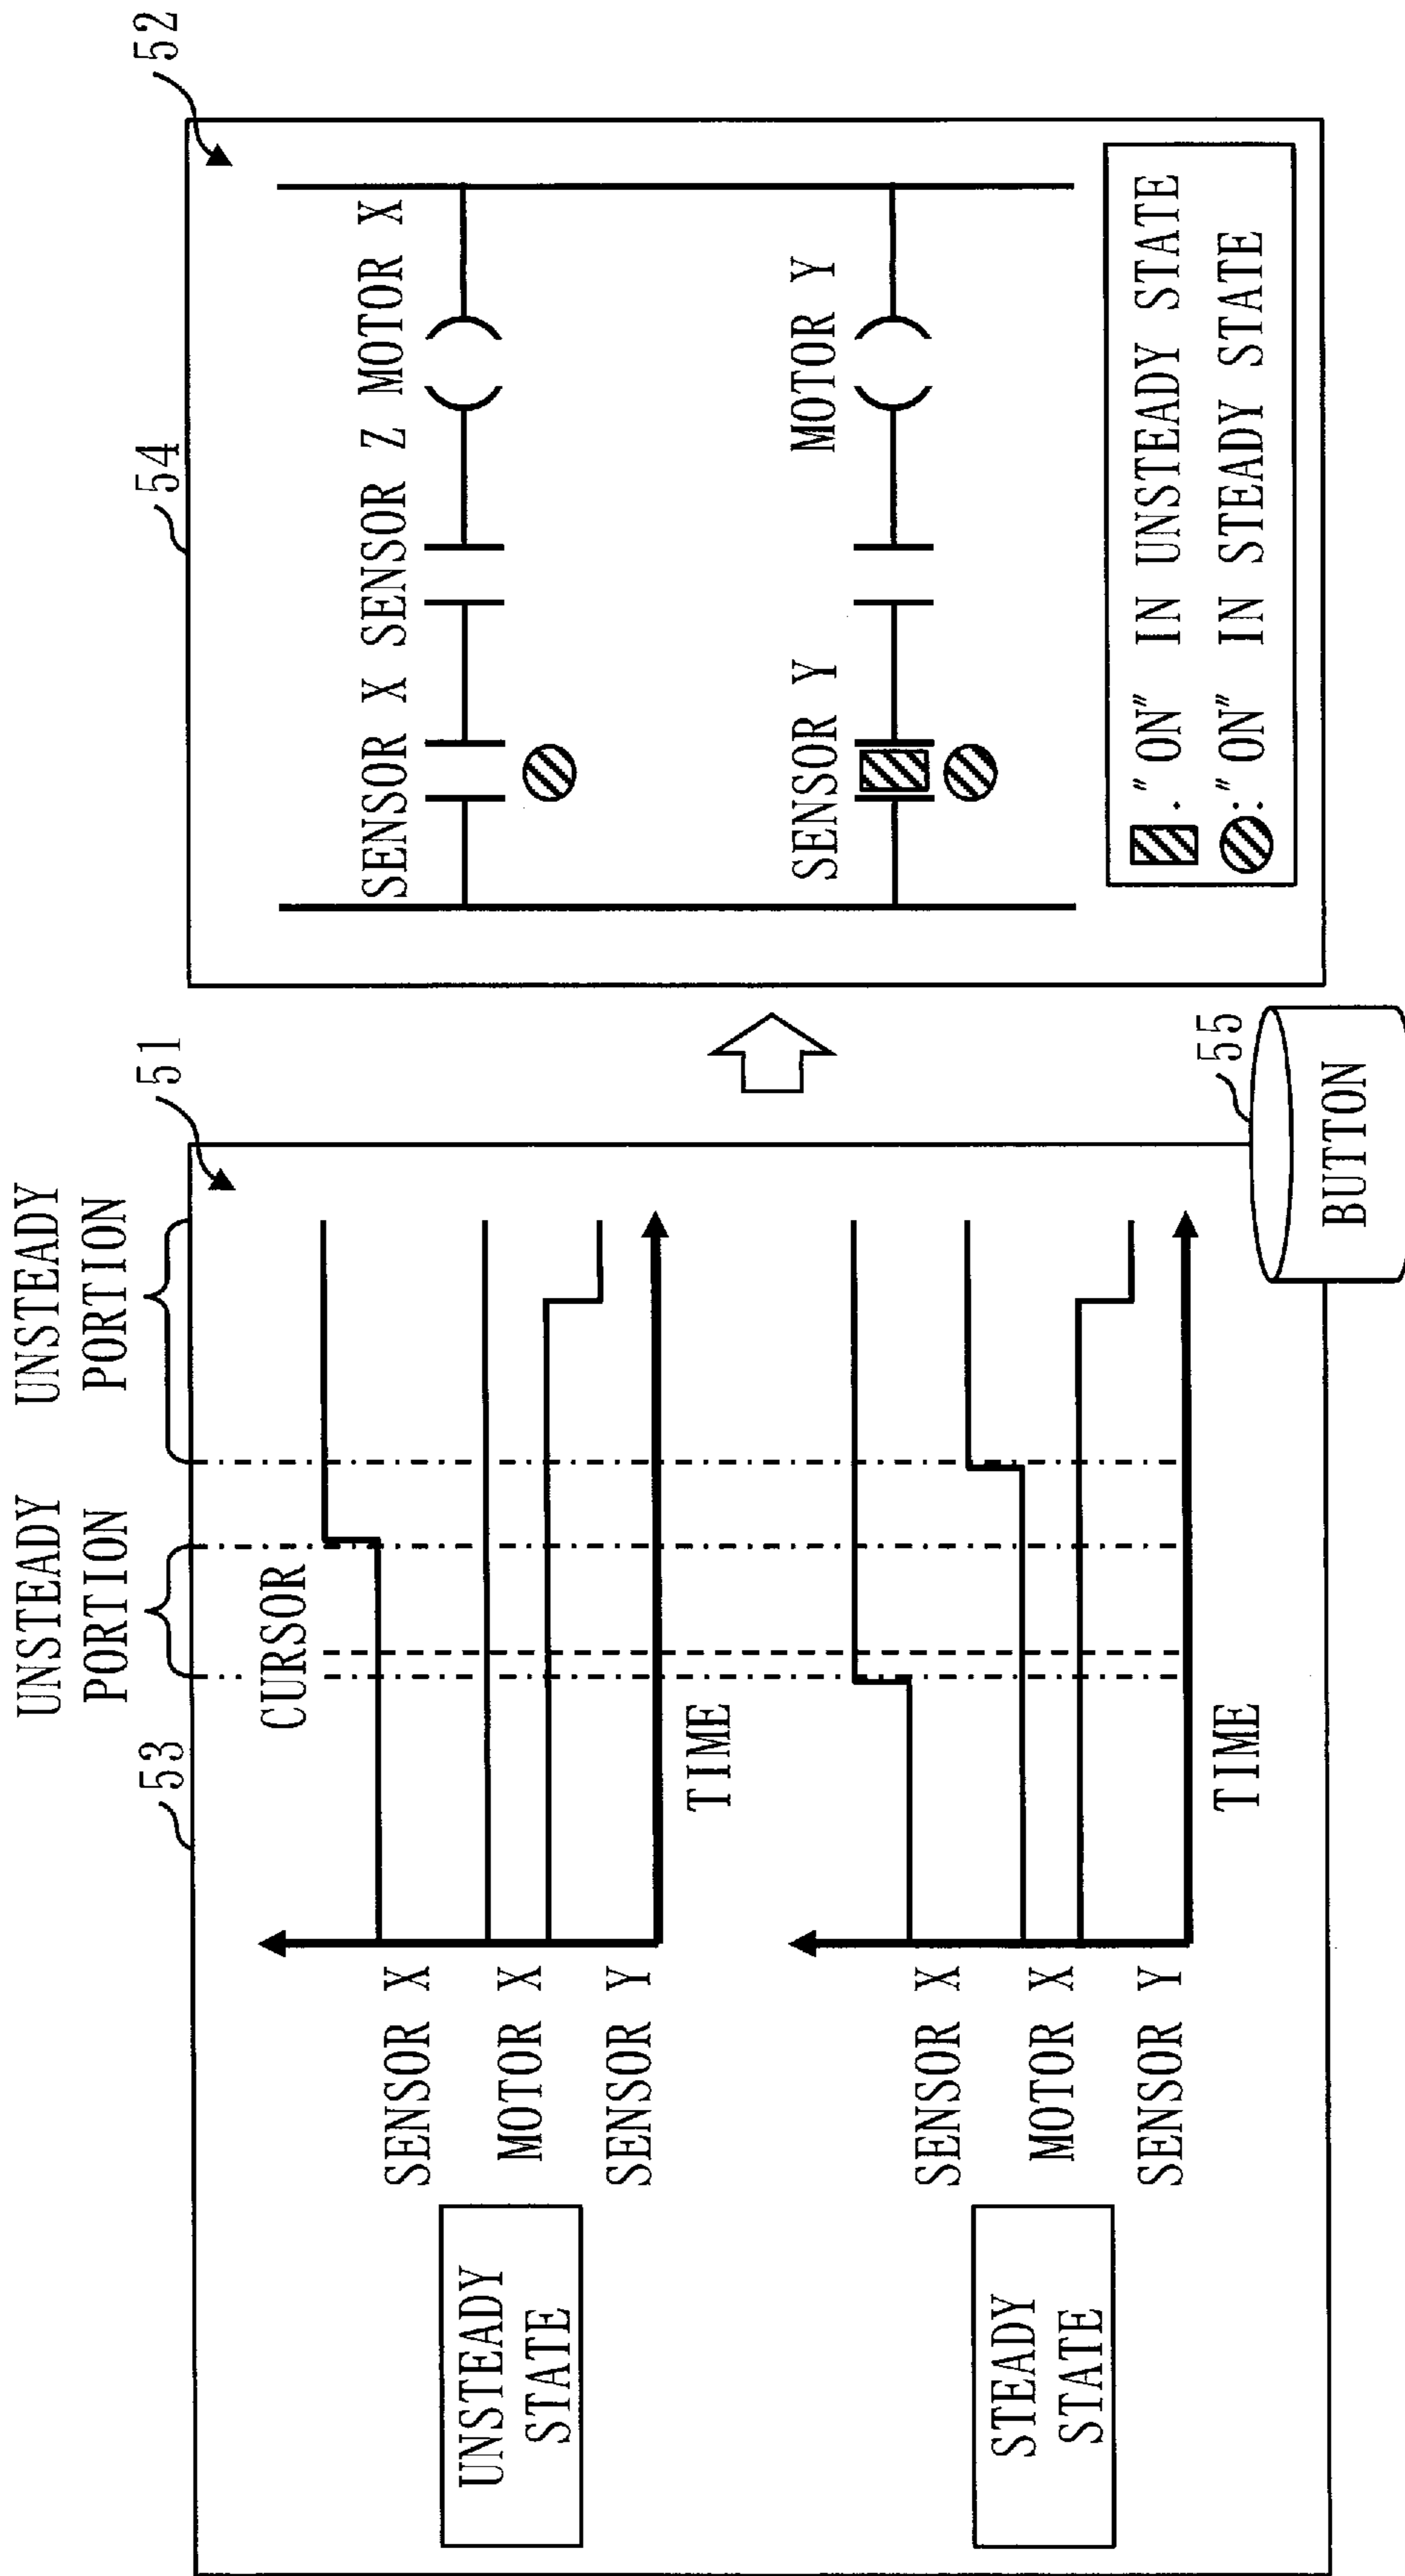 UNSTEADY PORTION
UNSTEADY PORTION
53
51
CURSOR
UNSTEADY STATE
SENSOR X
MOTOR X
SENSOR Y
TIME
STEADY STATE
SENSOR X
MOTOR X
SENSOR Y
TIME
55
BUTTON
54
52
SENSOR X SENSOR Z MOTOR X
SENSOR Y MOTOR Y
."ON" IN UNSTEADY STATE
:"ON" IN STEADY STATE